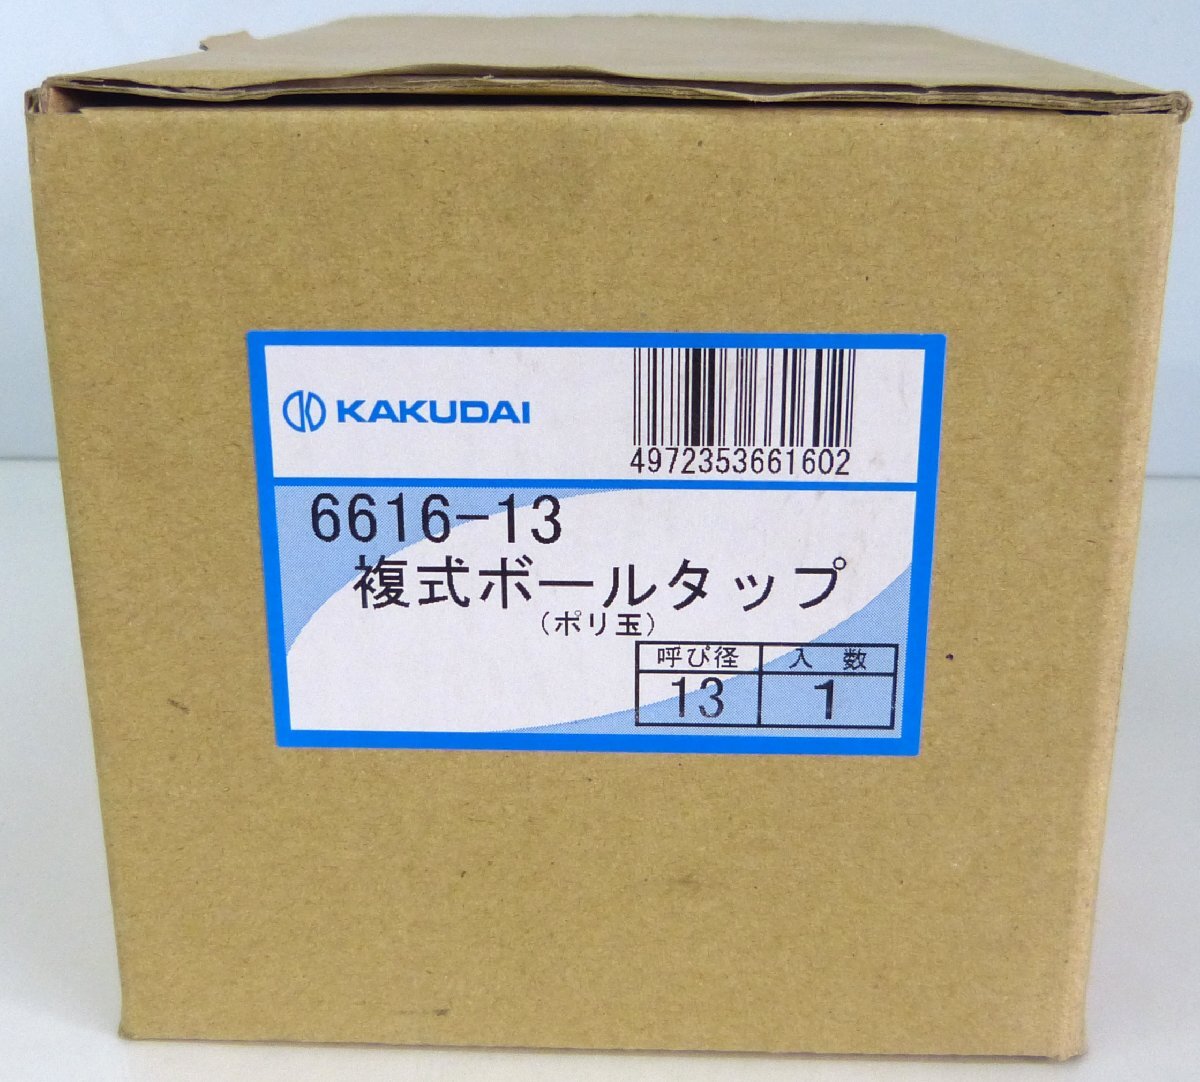 KAKUDAI
4972353661602
6616-13
複式ボールタップ
(ポリ玉)
呼び径 入数
13 1